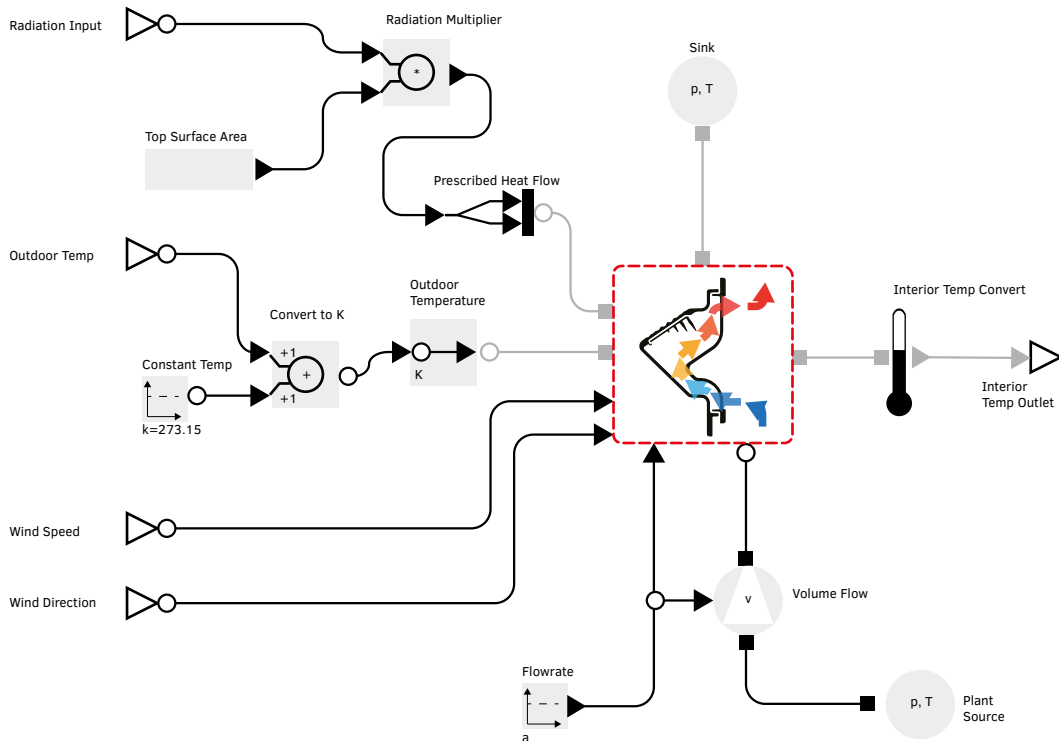 Radiation Input
Radiation Multiplier
*
Sink
p, T
Top Surface Area
Prescribed Heat Flow
Outdoor Temp
Outdoor
Temperature
Convert to K
Interior Temp Convert
+1
+
+1
Constant Temp
K
k=273.15
Interior
Temp Outlet
Wind Speed
Wind Direction
v
Volume Flow
Flowrate
a
p, T
Plant
Source